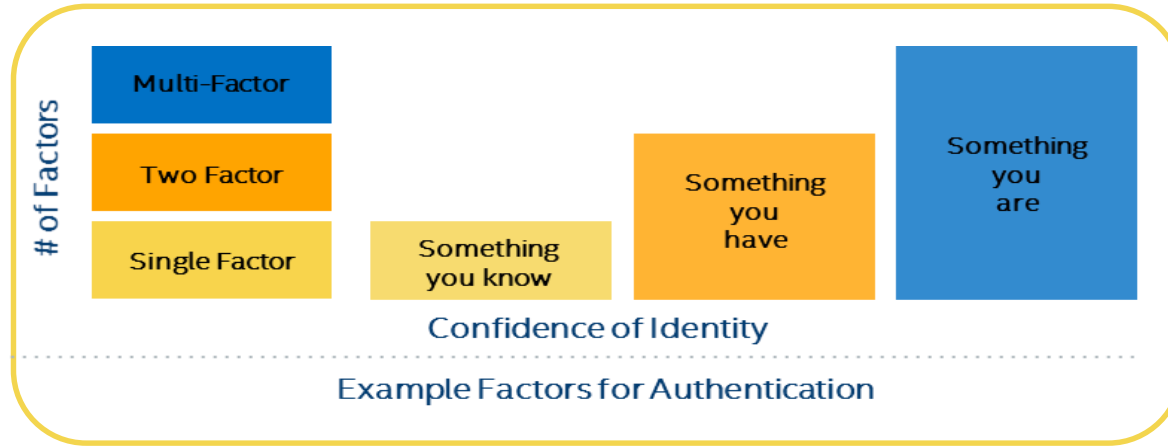 # of Factors
Multi-Factor
Two Factor
Single Factor
Something
you know
Something
you
have
Something
you
are
Confidence of Identity
Example Factors for Authentication